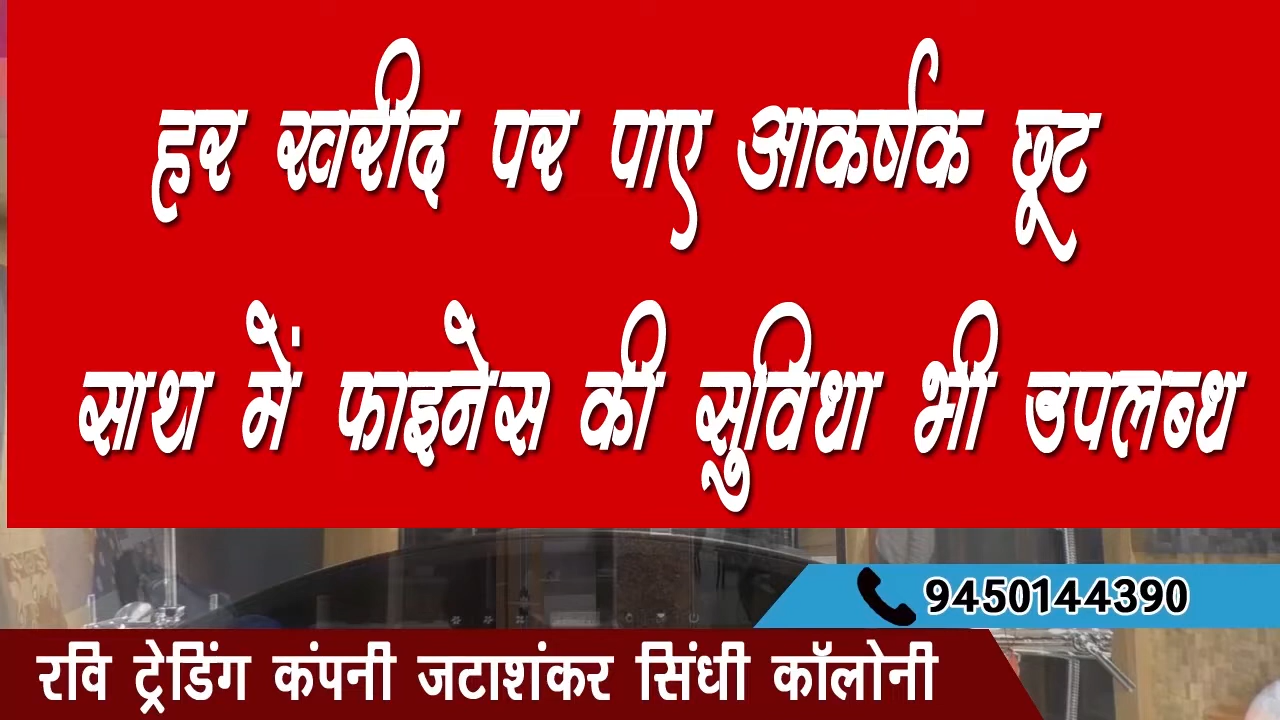 हर खरीद पर पाए आकर्षक छूट
साथ में फाइनेस की सुविधा भी उपलब्ध
9450144390
रवि ट्रेडिंग कंपनी जटाशंकर सिंधी कॉलोनी